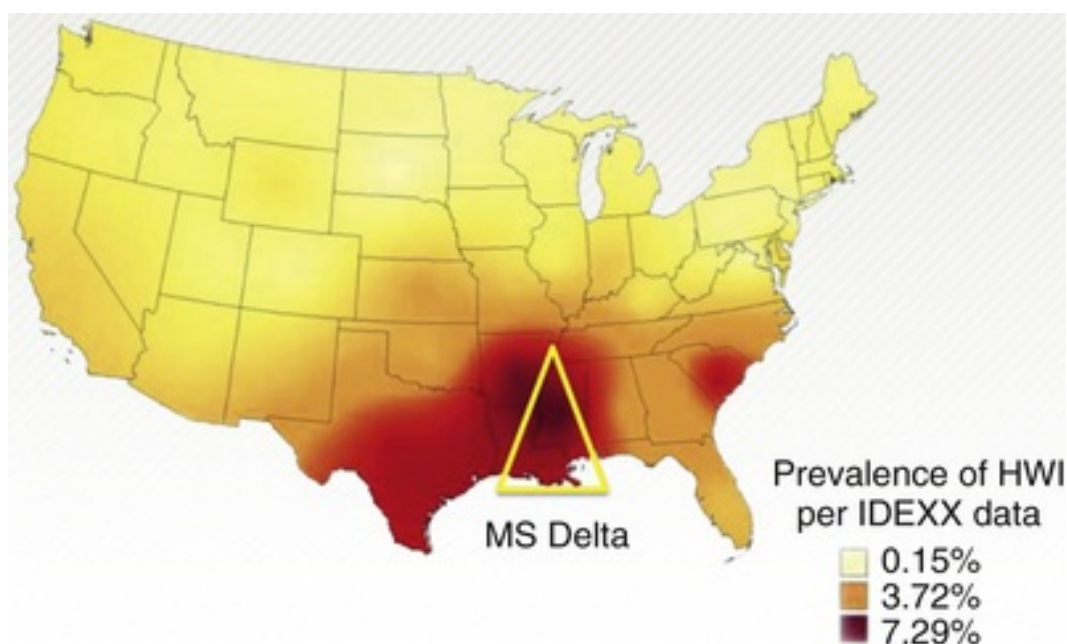 MS Delta
Prevalence of HWI
per IDEXX data
0.15%
3.72%
7.29%